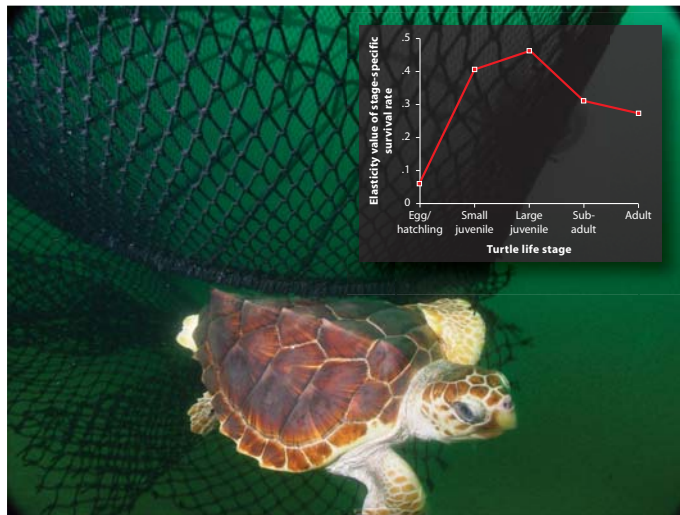 Elasticity value of stage-specific
survival rate
.5
.4
.3
.2
.1
0
Egg/
hatchling
Small
juvenile
Large
juvenile
Sub-
adult
Adult
Turtle life stage